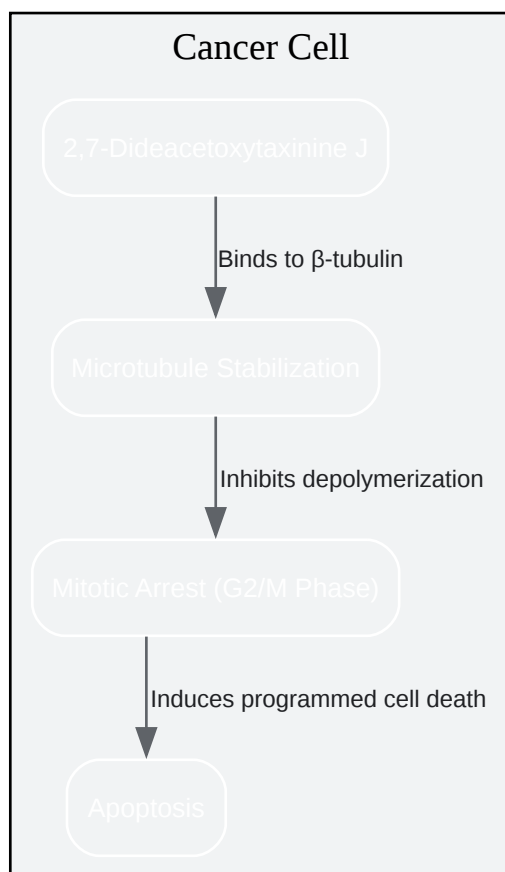 Cancer Cell
2,7-Dideacetoxytaxinine J
Binds to β-tubulin
Microtubule Stabilization
Inhibits depolymerization
Mitotic Arrest (G2/M Phase)
Induces programmed cell death
Apoptosis